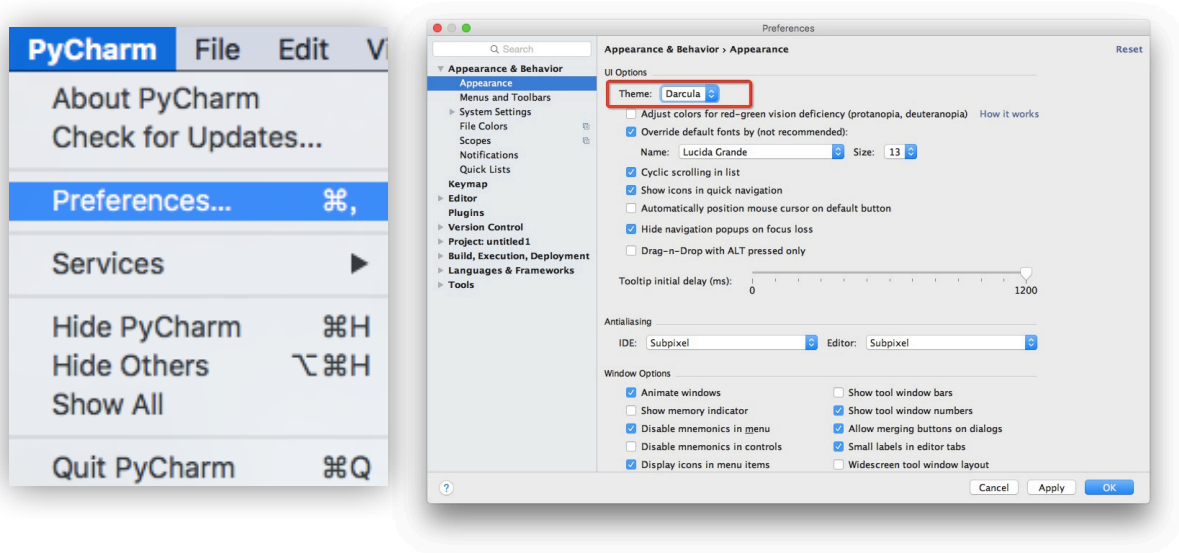 PyCharm File Edit
About PyCharm
Check for Updates...
Preferences... ⌘,
Services ▶
Hide PyCharm ⌘H
Hide Others ⌥⌘H
Show All
Quit PyCharm ⌘Q
Preferences
Search
Appearance & Behavior
Appearance
Menus and Toolbars
System Settings
File Colors
Scopes
Notifications
Quick Lists
Keymap
Editor
Plugins
Version Control
Project: untitled1
Build, Execution, Deployment
Languages & Frameworks
Tools
Appearance & Behavior › Appearance Reset
UI Options
Theme: Darcula
Adjust colors for red-green vision deficiency (protanopia, deuteranopia) How it works
Override default fonts by (not recommended):
Name: Lucida Grande Size: 13
Cyclic scrolling in list
Show icons in quick navigation
Automatically position mouse cursor on default button
Hide navigation popups on focus loss
Drag-n-Drop with ALT pressed only
Tooltip initial delay (ms):
0 1200
Antialiasing
IDE: Subpixel Editor: Subpixel
Window Options
Animate windows Show tool window bars
Show memory indicator Show tool window numbers
Disable mnemonics in menu Allow merging buttons on dialogs
Disable mnemonics in controls Small labels in editor tabs
Display icons in menu items Widescreen tool window layout
? Cancel Apply OK